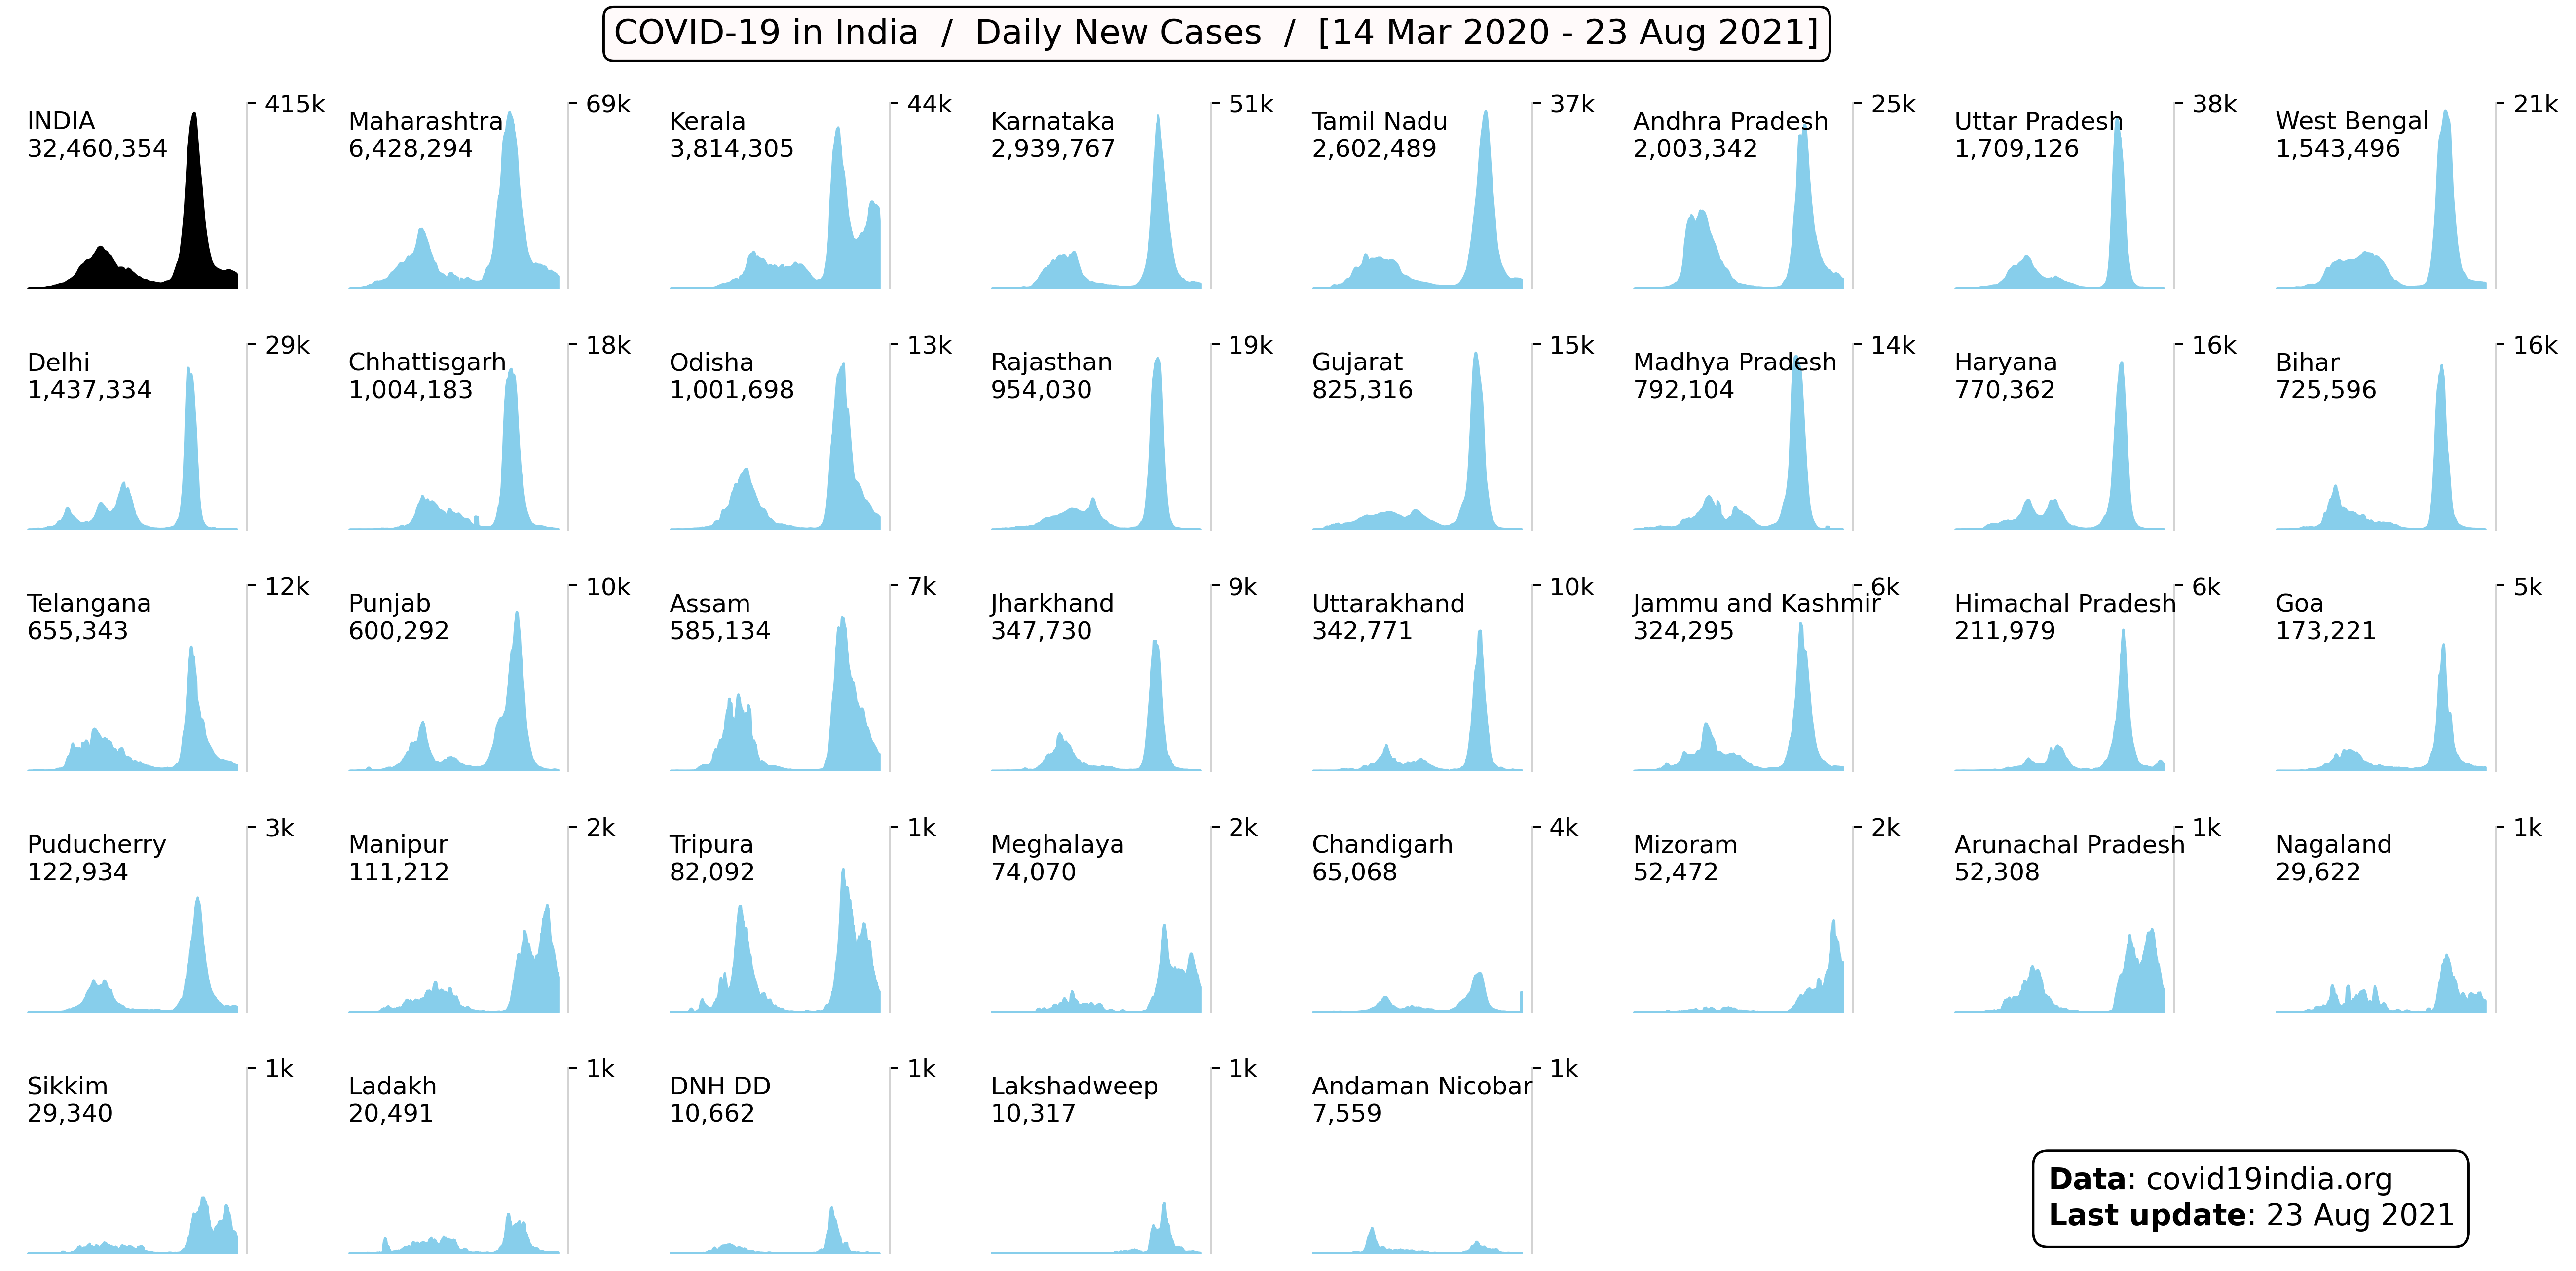 COVID-19 in India / Daily New Cases / [14 Mar 2020 - 23 Aug 2021]
INDIA
32,460,354
415k
Maharashtra
6,428,294
69k
Kerala
3,814,305
44k
Karnataka
2,939,767
51k
Tamil Nadu
2,602,489
37k
Andhra Pradesh
2,003,342
25k
Uttar Pradesh
1,709,126
38k
West Bengal
1,543,496
21k
Delhi
1,437,334
29k
Chhattisgarh
1,004,183
18k
Odisha
1,001,698
13k
Rajasthan
954,030
19k
Gujarat
825,316
15k
Madhya Pradesh
792,104
14k
Haryana
770,362
16k
Bihar
725,596
16k
Telangana
655,343
12k
Punjab
600,292
10k
Assam
585,134
7k
Jharkhand
347,730
9k
Uttarakhand
342,771
10k
Jammu and Kashmir
324,295
6k
Himachal Pradesh
211,979
6k
Goa
173,221
5k
Puducherry
122,934
3k
Manipur
111,212
2k
Tripura
82,092
1k
Meghalaya
74,070
2k
Chandigarh
65,068
4k
Mizoram
52,472
2k
Arunachal Pradesh
52,308
1k
Nagaland
29,622
1k
Sikkim
29,340
1k
Ladakh
20,491
1k
DNH DD
10,662
1k
Lakshadweep
10,317
1k
Andaman Nicobar
7,559
1k
Data: covid19india.org
Last update: 23 Aug 2021